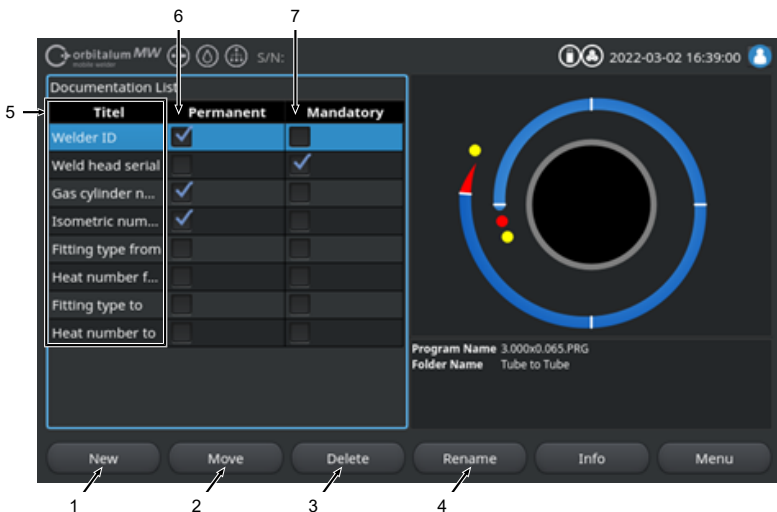 6 7
orbitalum MW S/N: 2022-03-02 16:39:00
mobile welder
Documentation List
5
Titel Permanent Mandatory
Welder ID
Weld head serial
Gas cylinder n...
Isometric num...
Fitting type from
Heat number f...
Fitting type to
Heat number to
Program Name 3.000x0.065.PRG
Folder Name Tube to Tube
New Move Delete Rename Info Menu
1 2 3 4